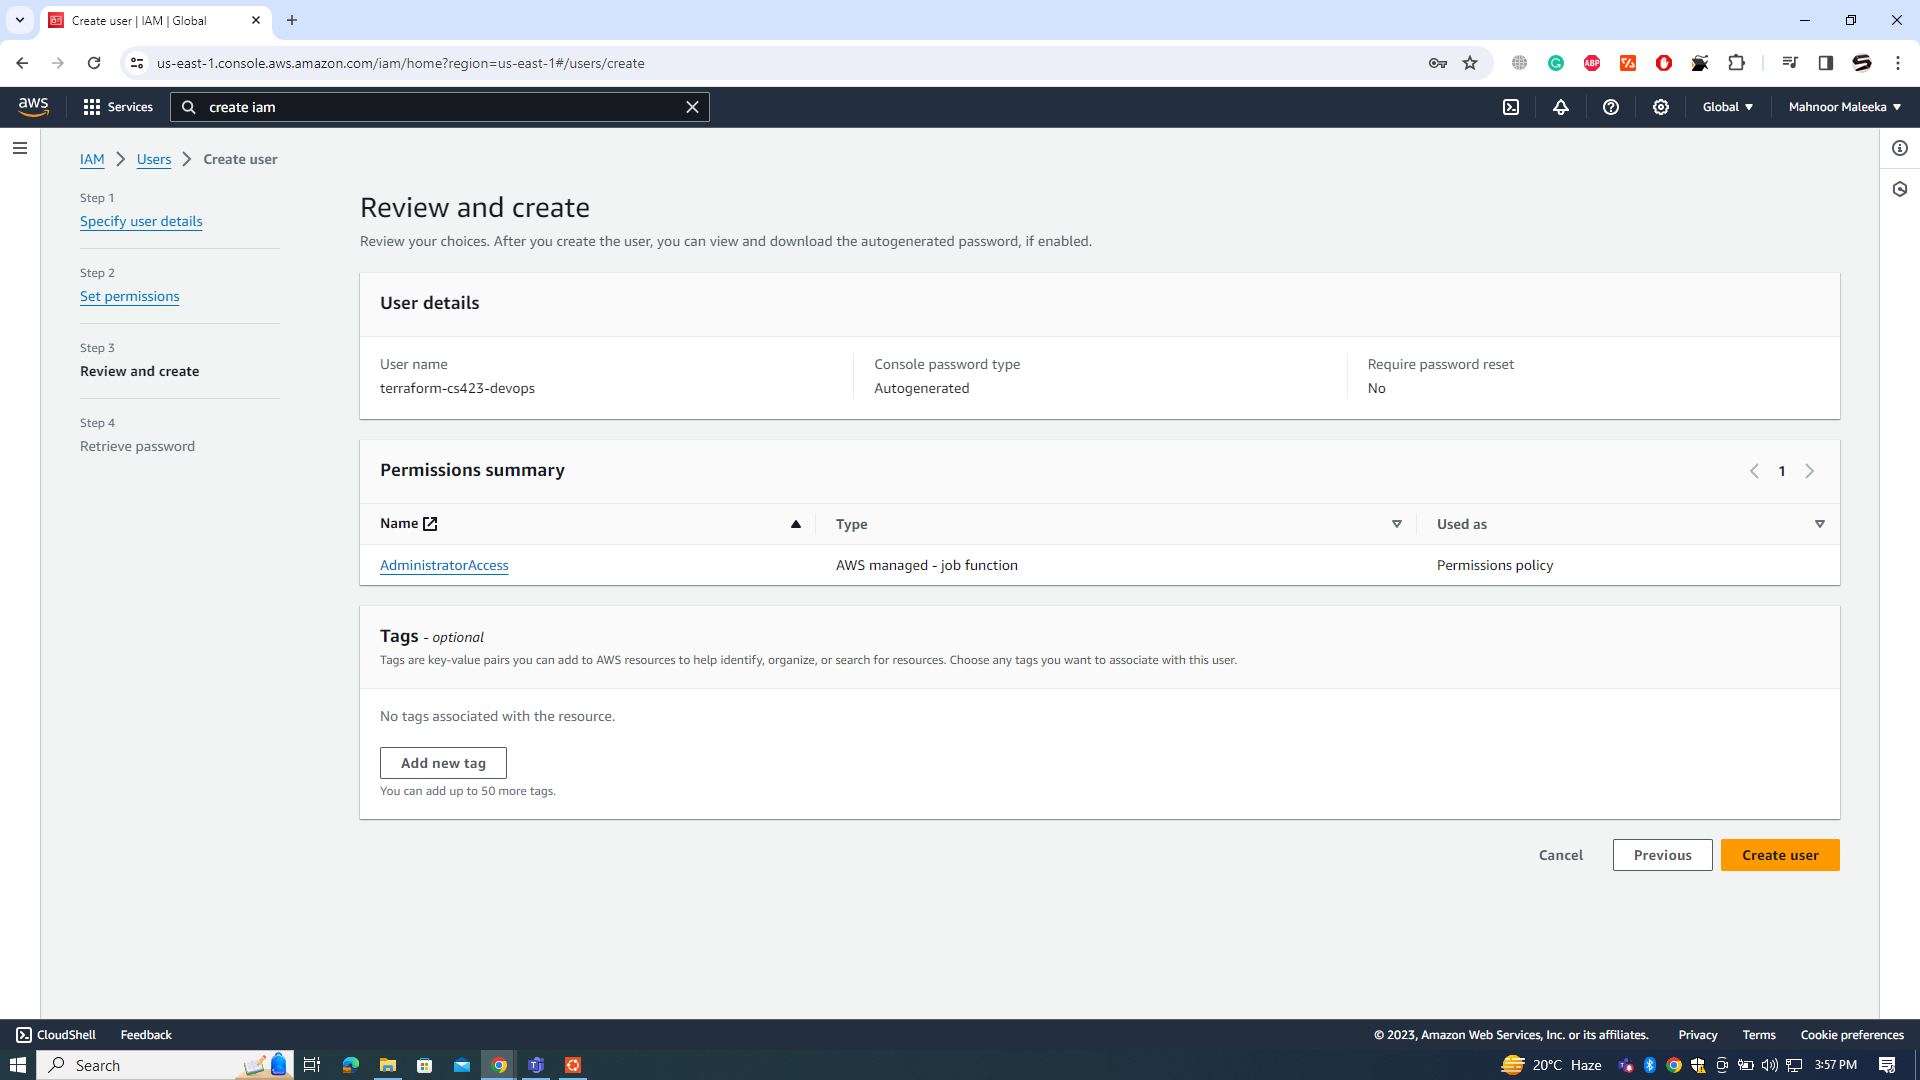 Create user | IAM | Global
us-east-1.console.aws.amazon.com/iam/home?region=us-east-1#/users/create
ABP
aws
Services
create iam
Global
Mahnoor Maleeka
IAM
Users
Create user
Step 1
Specify user details
Step 2
Set permissions
Step 3
Review and create
Step 4
Retrieve password
Review and create
Review your choices. After you create the user, you can view and download the autogenerated password, if enabled.
User details
User name
terraform-cs423-devops
Console password type
Autogenerated
Require password reset
No
Permissions summary
1
Name
Type
Used as
AdministratorAccess
AWS managed - job function
Permissions policy
Tags - optional
Tags are key-value pairs you can add to AWS resources to help identify, organize, or search for resources. Choose any tags you want to associate with this user.
No tags associated with the resource.
Add new tag
You can add up to 50 more tags.
Cancel
Previous
Create user
CloudShell
Feedback
© 2023, Amazon Web Services, Inc. or its affiliates.
Privacy
Terms
Cookie preferences
Search
20°C Haze
3:57 PM